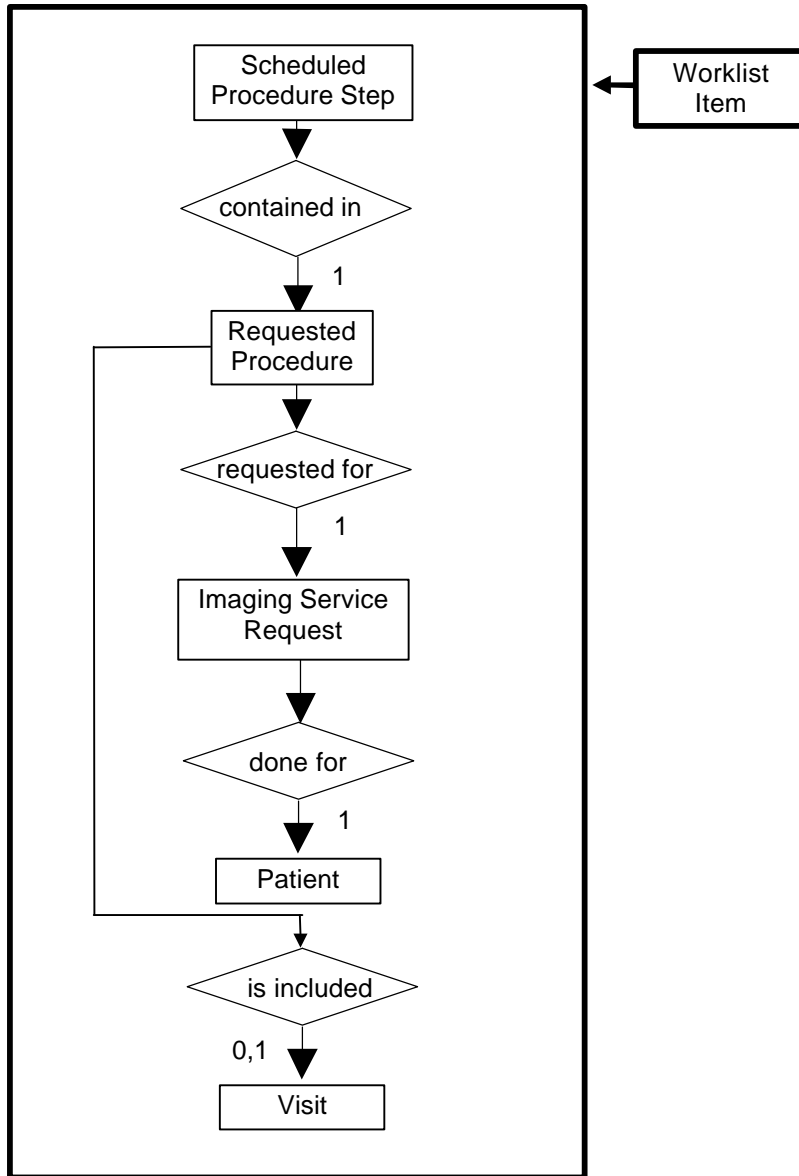 Scheduled
Procedure Step
Worklist
Item
contained in
1
Requested
Procedure
requested for
1
Imaging Service
Request
done for
1
Patient
is included
0,1
Visit